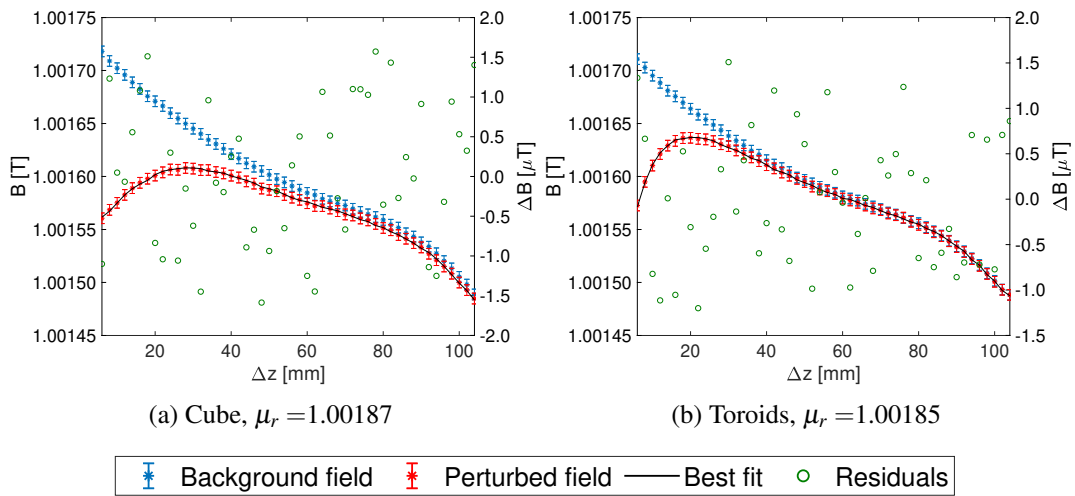 1.00175
1.00170
1.00165
1.00160
1.00155
1.00150
1.00145
B [T]
2.0
1.5
1.0
0.5
0.0
-0.5
-1.0
-1.5
-2.0
ΔB [μT]
20 40 60 80 100
Δz [mm]
(a) Cube, μr =1.00187
1.00175
1.00170
1.00165
1.00160
1.00155
1.00150
1.00145
B [T]
2.0
1.5
1.0
0.5
0.0
-0.5
-1.0
-1.5
ΔB [μT]
20 40 60 80 100
Δz [mm]
(b) Toroids, μr =1.00185
Background field Perturbed field Best fit Residuals